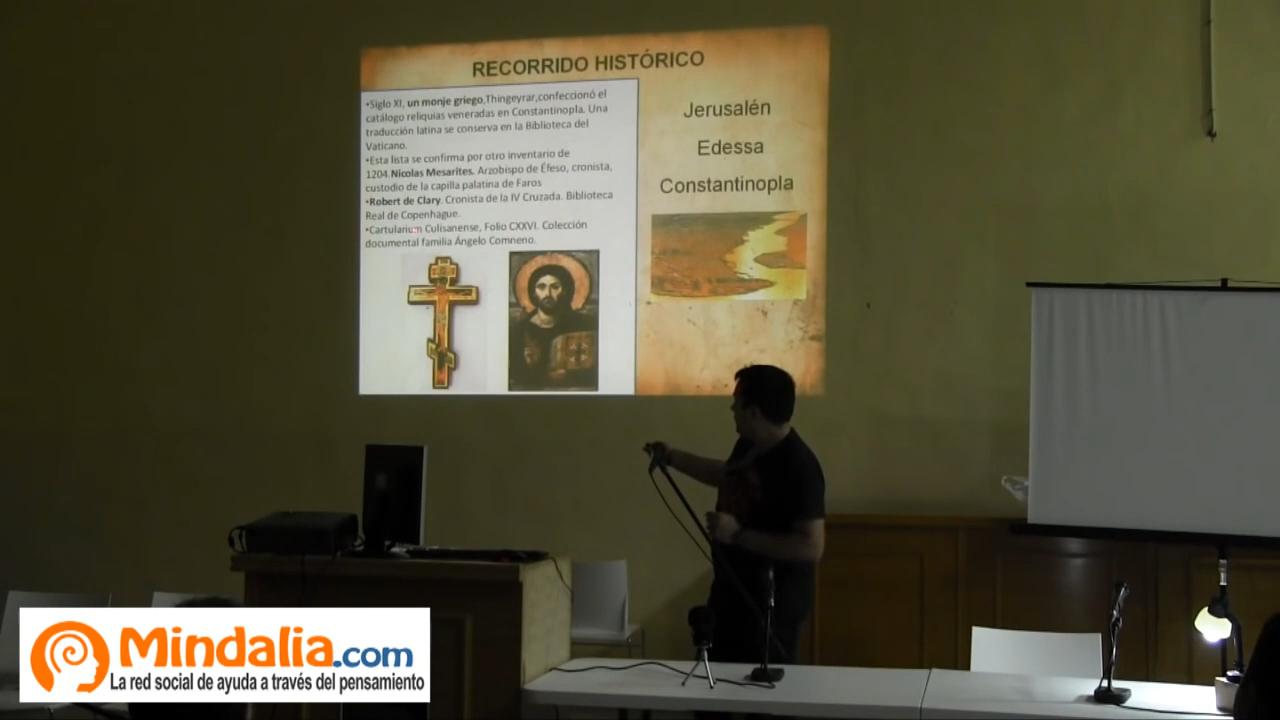 RECORRIDO HISTÓRICO
•Siglo XI, un monje griego,Thingeyrar,confeccionó el
catálogo reliquias veneradas en Constantinopla. Una
traducción latina se conserva en la Biblioteca del
Vaticano.
•Esta lista se confirma por otro inventario de
1204.Nicolas Mesarites. Arzobispo de Éfeso, cronista,
custodio de la capilla palatina de Faros
•Robert de Clary. Cronista de la IV Cruzada. Biblioteca
Real de Copenhague.
•Cartularium Culisanense, Folio CXXVI. Colección
documental familia Ángelo Comneno.
Jerusalén
Edessa
Constantinopla
Mindalia.com
La red social de ayuda a través del pensamiento